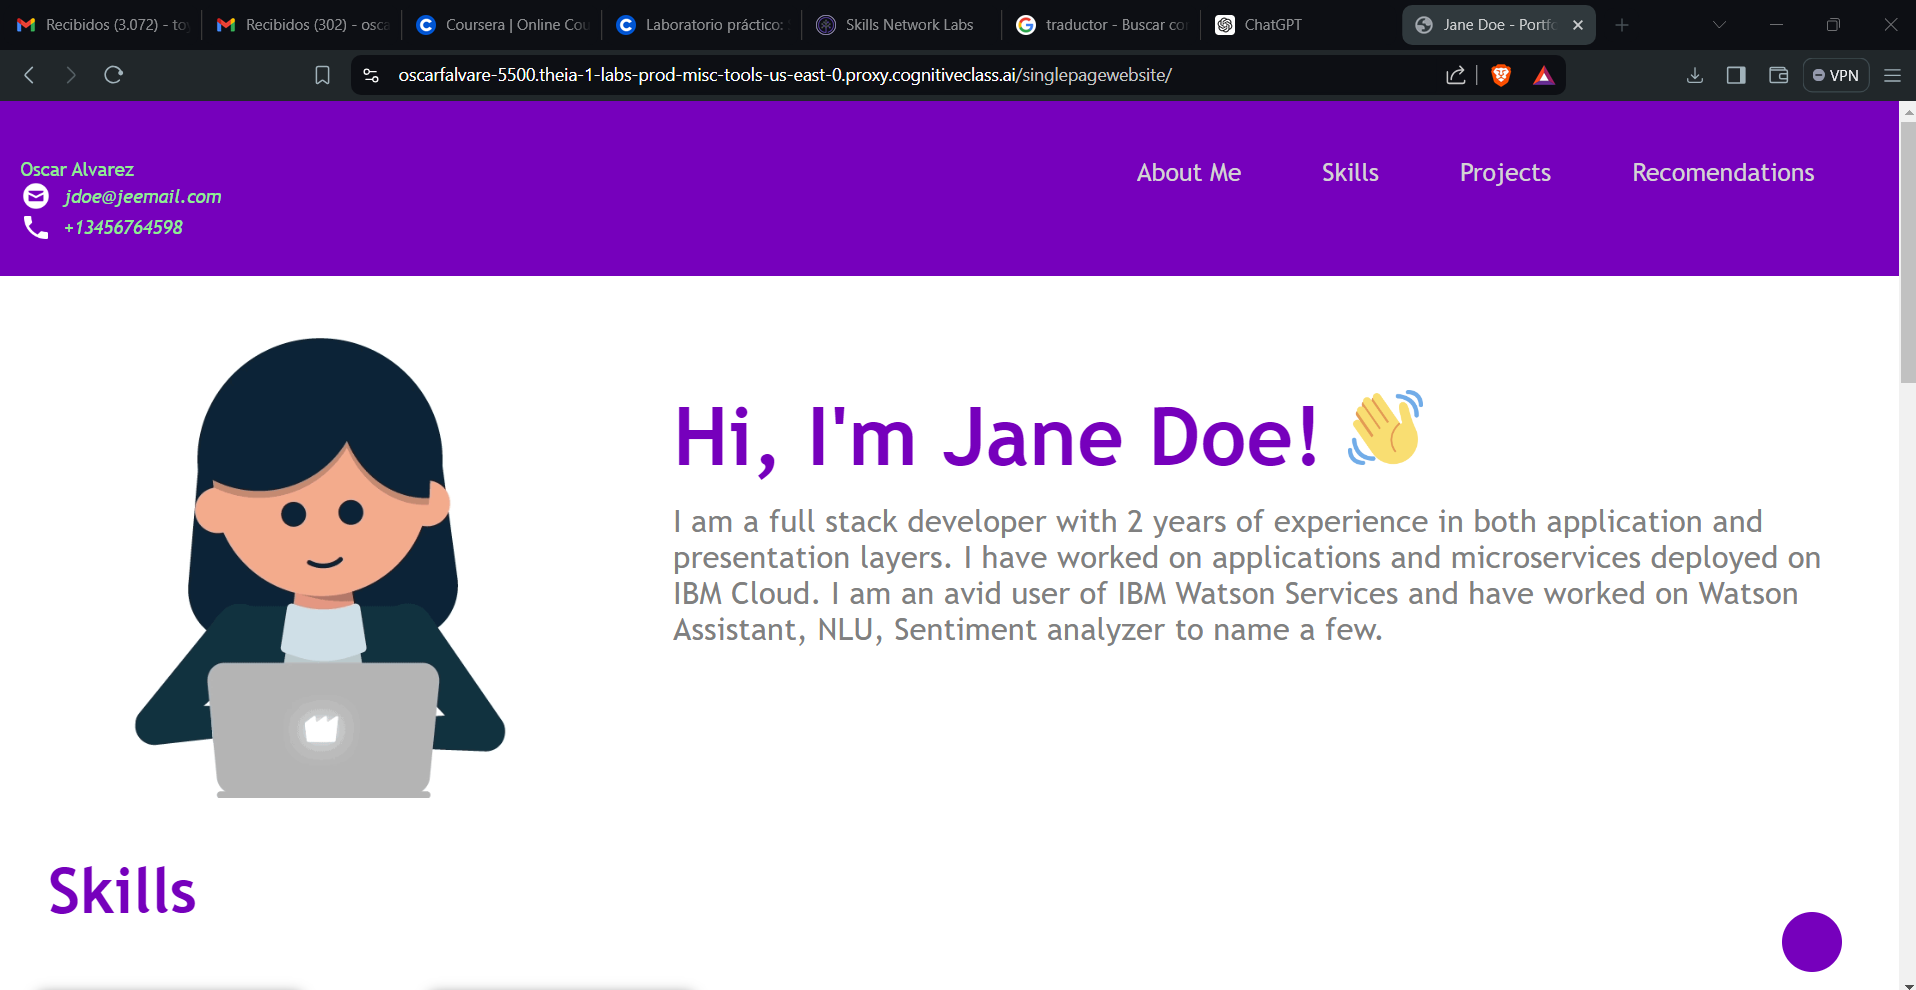 Recibidos (3.072) - to
Recibidos (302) - osca
Coursera | Online Cou
Laboratorio práctico:
Skills Network Labs
traductor - Buscar co
ChatGPT
Jane Doe - Portfo
oscarfalvare-5500.theia-1-labs-prod-misc-tools-us-east-0.proxy.cognitiveclass.ai/singlepagewebsite/
VPN
Oscar Alvarez
jdoe@jeemail.com
+13456764598
About Me
Skills
Projects
Recomendations
Hi, I'm Jane Doe!
I am a full stack developer with 2 years of experience in both application and
presentation layers. I have worked on applications and microservices deployed on
IBM Cloud. I am an avid user of IBM Watson Services and have worked on Watson
Assistant, NLU, Sentiment analyzer to name a few.
Skills